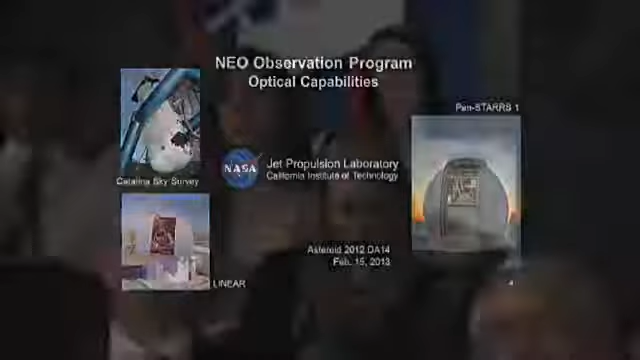 NEO Observation Program
Optical Capabilities
Pan-STARRS 1
NASA
Jet Propulsion Laboratory
California Institute of Technology
Catalina Sky Survey
Asteroid 2012 DA14
Feb. 15, 2013
LINEAR
4